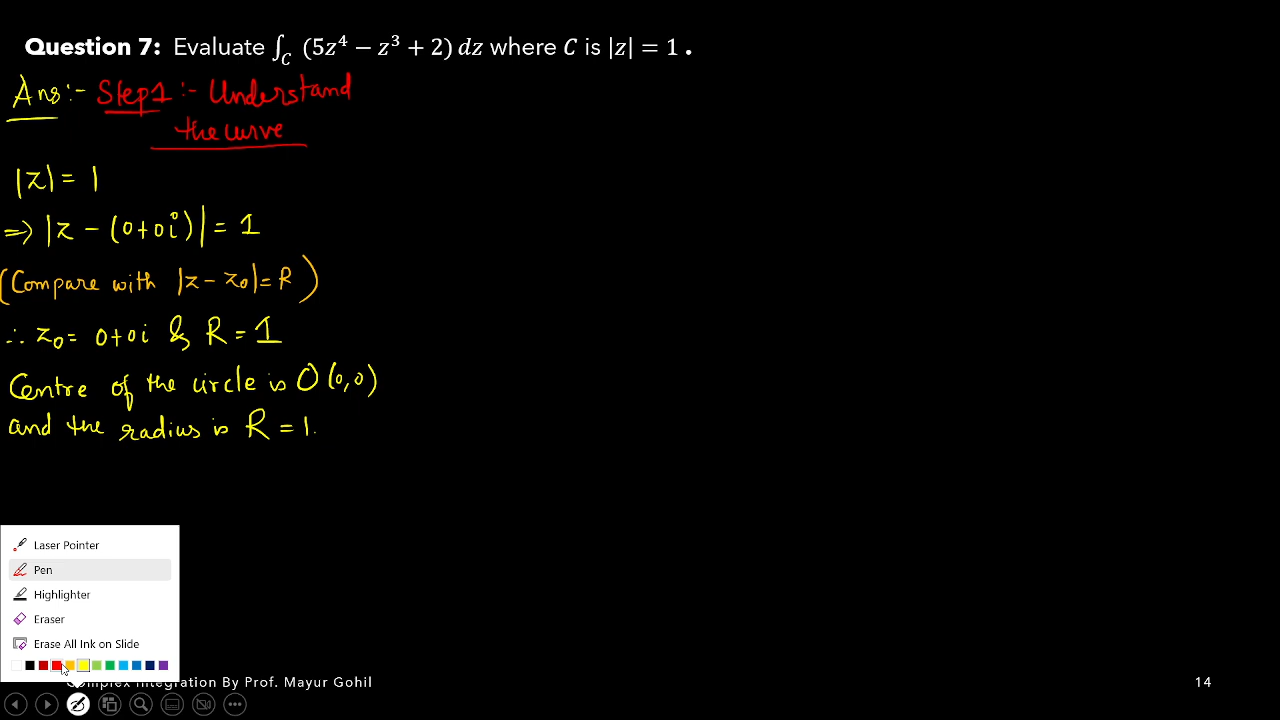 Question 7: Evaluate ∫_C (5z⁴ − z³ + 2) dz where C is |z| = 1 .
Ans :- Step 1 :- Understand
the curve
|z| = 1
⇒ |z - (0+0i)| = 1
(Compare with |z - z₀| = R)
∴ z₀ = 0+0i & R = 1
Centre of the circle is O(0,0)
and the radius is R = 1.
Laser Pointer
Pen
Highlighter
Eraser
Erase All Ink on Slide
Complex Integration By Prof. Mayur Gohil
14